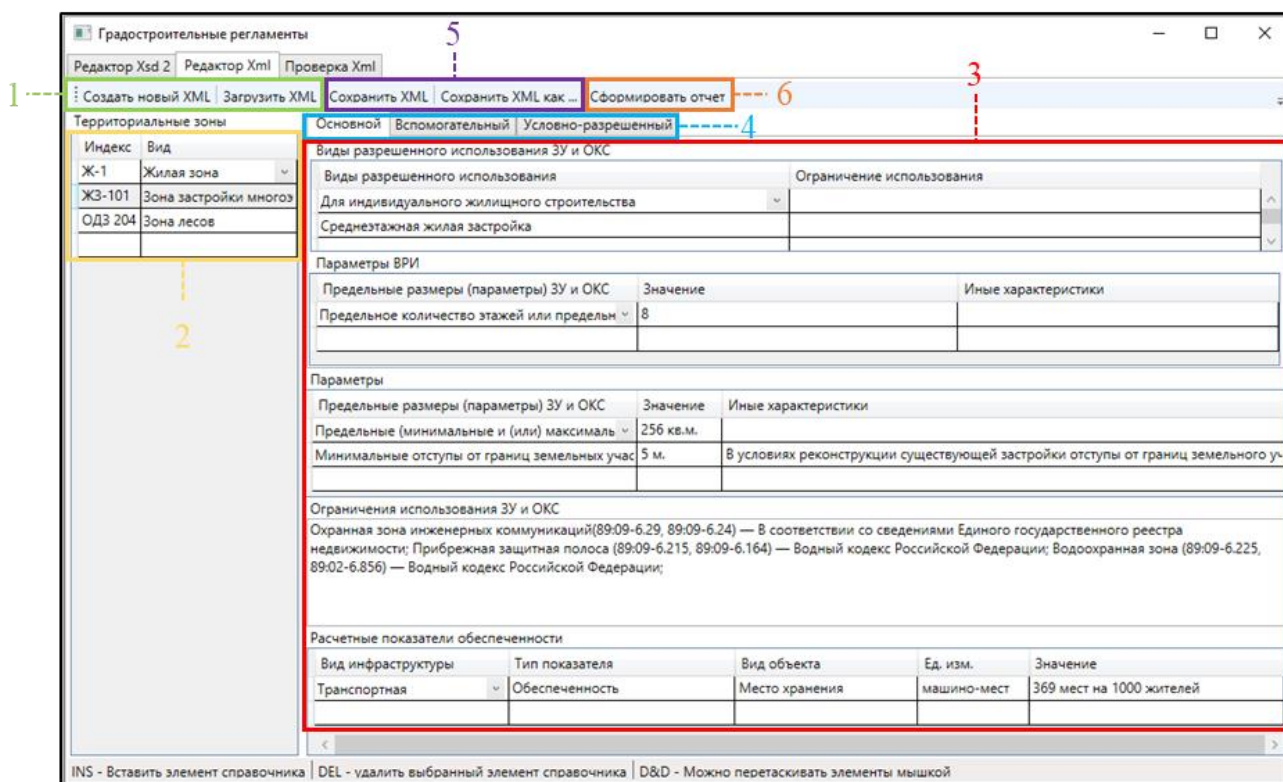 5
Градостроительные регламенты
Редактор Xsd 2 Редактор Xml Проверка Xml
3
1 Создать новый XML Загрузить XML Сохранить XML Сохранить XML как ... Сформировать отчет 6
Территориальные зоны
Основной Вспомогательный Условно-разрешенный 4
Индекс Вид
Ж-1 Жилая зона
ЖЗ-101 Зона застройки многоэ
ОДЗ 204 Зона лесов
2
Виды разрешенного использования ЗУ и ОКС
Виды разрешенного использования Ограничение использования
Для индивидуального жилищного строительства
Среднеэтажная жилая застройка
Параметры ВРИ
Предельные размеры (параметры) ЗУ и ОКС Значение Иные характеристики
Предельное количество этажей или предельн 8
Параметры
Предельные размеры (параметры) ЗУ и ОКС Значение Иные характеристики
Предельные (минимальные и (или) максималь 256 кв.м.
Минимальные отступы от границ земельных учас 5 м. В условиях реконструкции существующей застройки отступы от границ земельного уч
Ограничения использования ЗУ и ОКС
Охранная зона инженерных коммуникаций(89:09-6.29, 89:09-6.24) — В соответствии со сведениями Единого государственного реестра
недвижимости; Прибрежная защитная полоса (89:09-6.215, 89:09-6.164) — Водный кодекс Российской Федерации; Водоохранная зона (89:09-6.225,
89:02-6.856) — Водный кодекс Российской Федерации;
Расчетные показатели обеспеченности
Вид инфраструктуры Тип показателя Вид объекта Ед. изм. Значение
Транспортная Обеспеченность Место хранения машино-мест 369 мест на 1000 жителей
INS - Вставить элемент справочника DEL - удалить выбранный элемент справочника D&D - Можно перетаскивать элементы мышкой